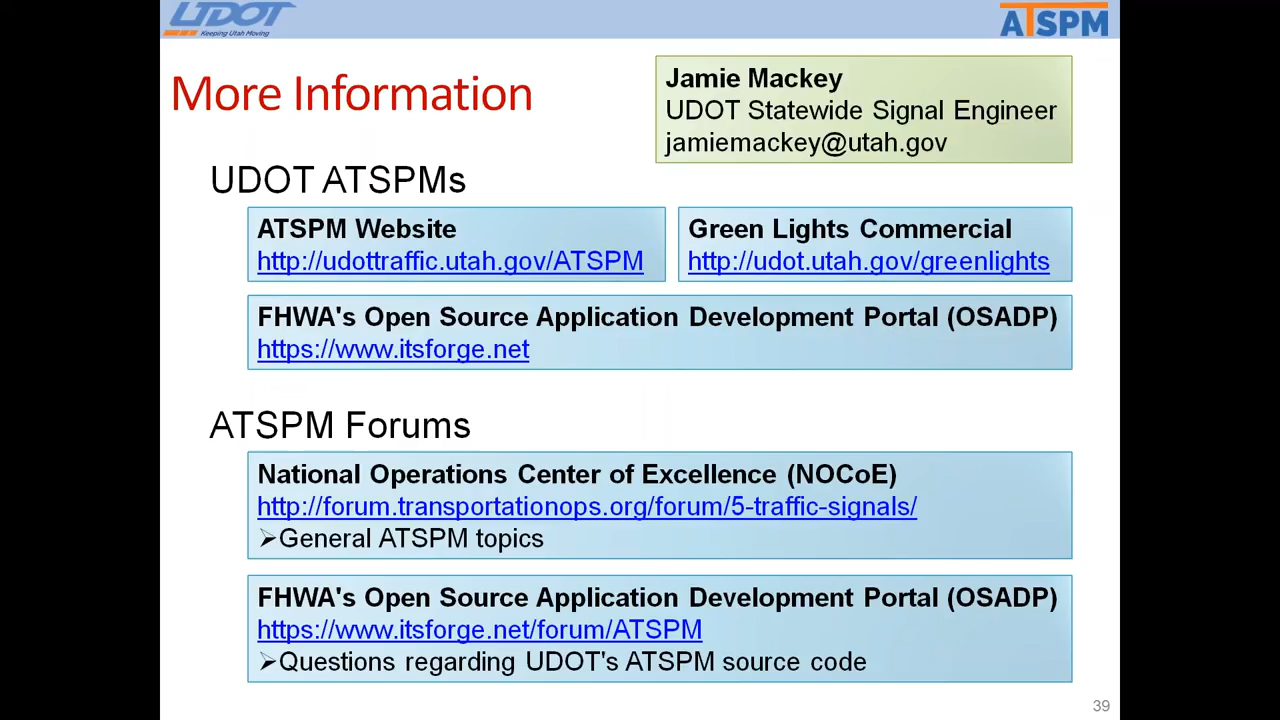 UDOT
Keeping Utah Moving
ATSPM
More Information
Jamie Mackey
UDOT Statewide Signal Engineer
jamiemackey@utah.gov
UDOT ATSPMs
ATSPM Website
http://udottraffic.utah.gov/ATSPM
Green Lights Commercial
http://udot.utah.gov/greenlights
FHWA's Open Source Application Development Portal (OSADP)
https://www.itsforge.net
ATSPM Forums
National Operations Center of Excellence (NOCoE)
http://forum.transportationops.org/forum/5-traffic-signals/
➢General ATSPM topics
FHWA's Open Source Application Development Portal (OSADP)
https://www.itsforge.net/forum/ATSPM
➢Questions regarding UDOT's ATSPM source code
39